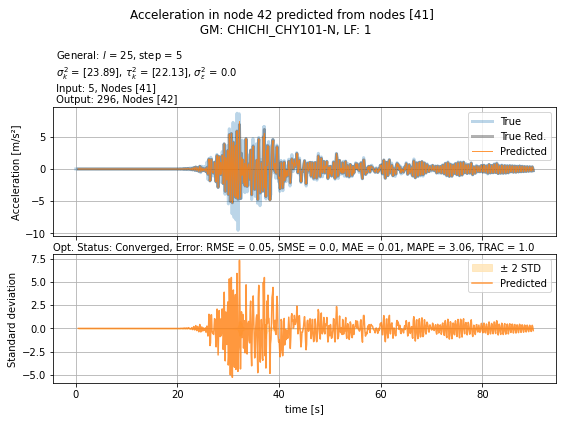 Acceleration in node 42 predicted from nodes [41]
GM: CHICHI_CHY101-N, LF: 1
General: l = 25, step = 5
σ²ₖ = [23.89], τ²ₖ = [22.13], σ²ε = 0.0
Input: 5, Nodes [41]
Output: 296, Nodes [42]
Acceleration [m/s²]
5
0
−5
−10
True
True Red.
Predicted
Opt. Status: Converged, Error: RMSE = 0.05, SMSE = 0.0, MAE = 0.01, MAPE = 3.06, TRAC = 1.0
Standard deviation
7.5
5.0
2.5
0.0
−2.5
−5.0
± 2 STD
Predicted
0 20 40 60 80
time [s]